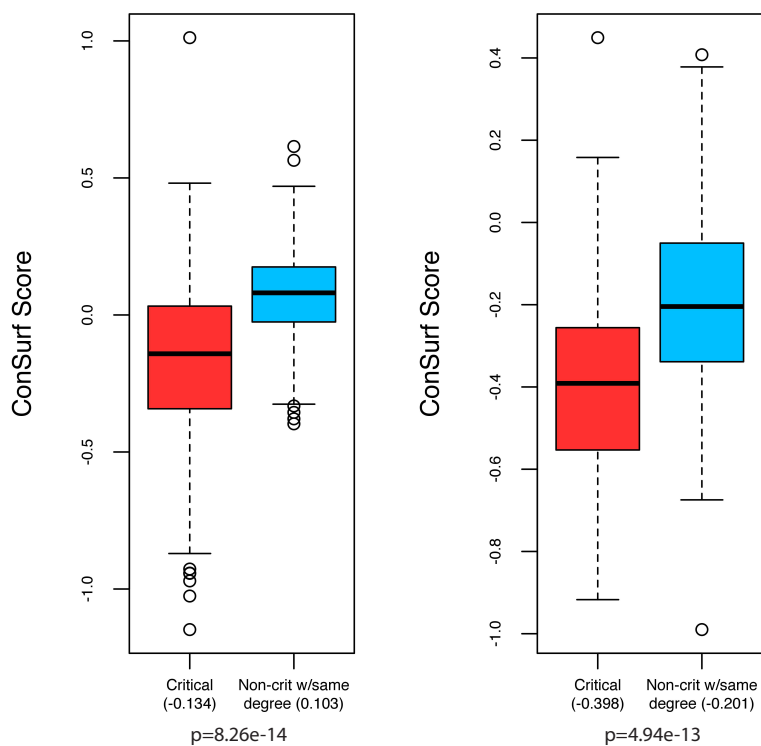 ConSurf Score
1.0
0.5
0.0
-0.5
-1.0
Critical
(-0.134)
Non-crit w/same
degree (0.103)
p=8.26e-14
ConSurf Score
0.4
0.2
0.0
-0.2
-0.4
-0.6
-0.8
-1.0
Critical
(-0.398)
Non-crit w/same
degree (-0.201)
p=4.94e-13